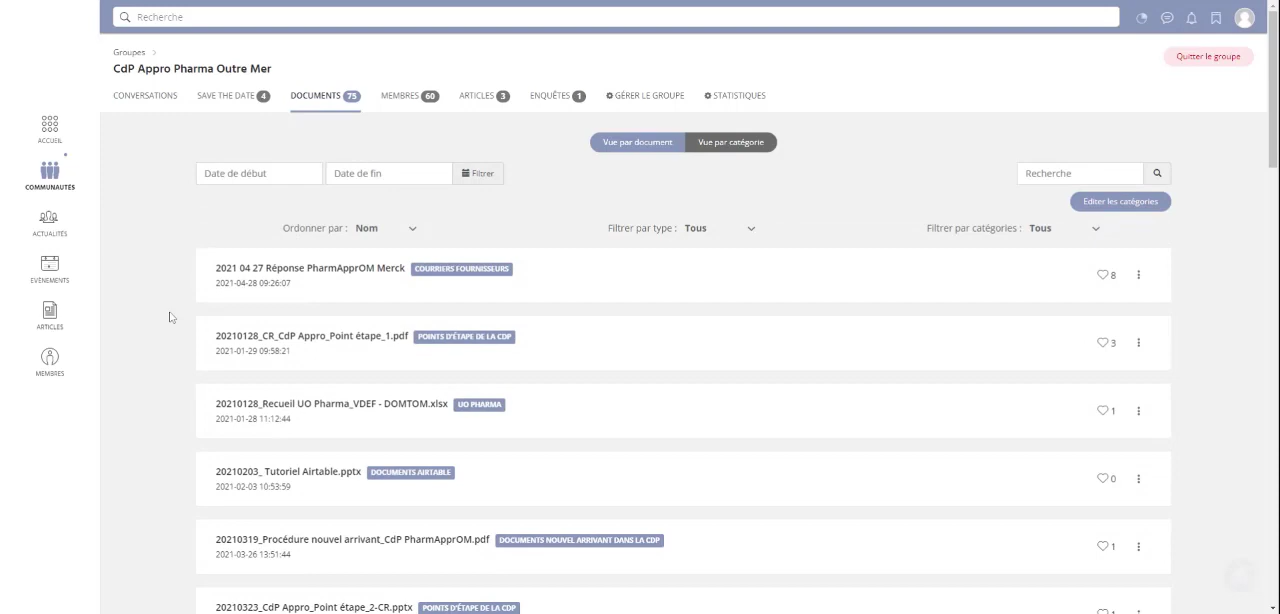 Recherche
Groupes >
CdP Appro Pharma Outre Mer
Quitter le groupe
CONVERSATIONS SAVE THE DATE 4 DOCUMENTS 75 MEMBRES 60 ARTICLES 3 ENQUÊTES 1 GÉRER LE GROUPE STATISTIQUES
ACCUEIL
COMMUNAUTÉS
ACTUALITÉS
EVÈNEMENTS
ARTICLES
MEMBRES
Vue par document Vue par catégorie
Date de début Date de fin Filtrer Recherche
Editer les catégories
Ordonner par : Nom Filtrer par type : Tous Filtrer par catégories : Tous
2021 04 27 Réponse PharmApprOM Merck COURRIERS FOURNISSEURS
2021-04-28 09:26:07
8
20210128_CR_CdP Appro_Point étape_1.pdf POINTS D'ÉTAPE DE LA CDP
2021-01-29 09:58:21
3
20210128_Recueil UO Pharma_VDEF - DOMTOM.xlsx UO PHARMA
2021-01-28 11:12:44
1
20210203_ Tutoriel Airtable.pptx DOCUMENTS AIRTABLE
2021-02-03 10:53:59
0
20210319_Procédure nouvel arrivant_CdP PharmApprOM.pdf DOCUMENTS NOUVEL ARRIVANT DANS LA CDP
2021-03-26 13:51:44
1
20210323_CdP Appro_Point étape_2-CR.pptx POINTS D'ÉTAPE DE LA CDP